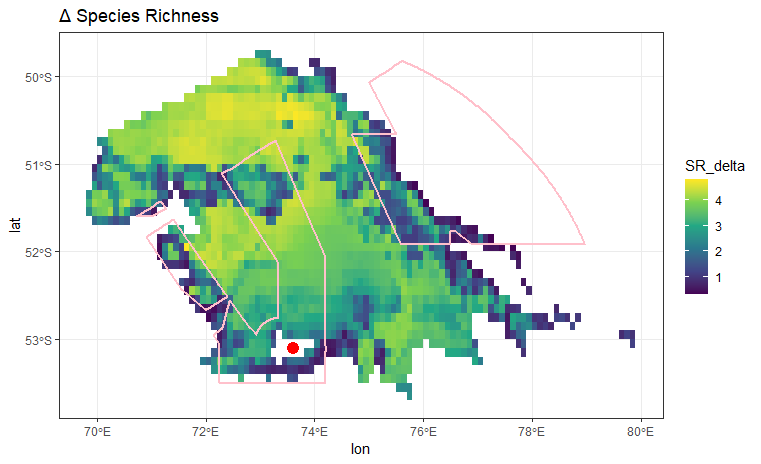 Δ Species Richness
50°S
51°S
52°S
53°S
lat
70°E
72°E
74°E
76°E
78°E
80°E
lon
SR_delta
4
3
2
1